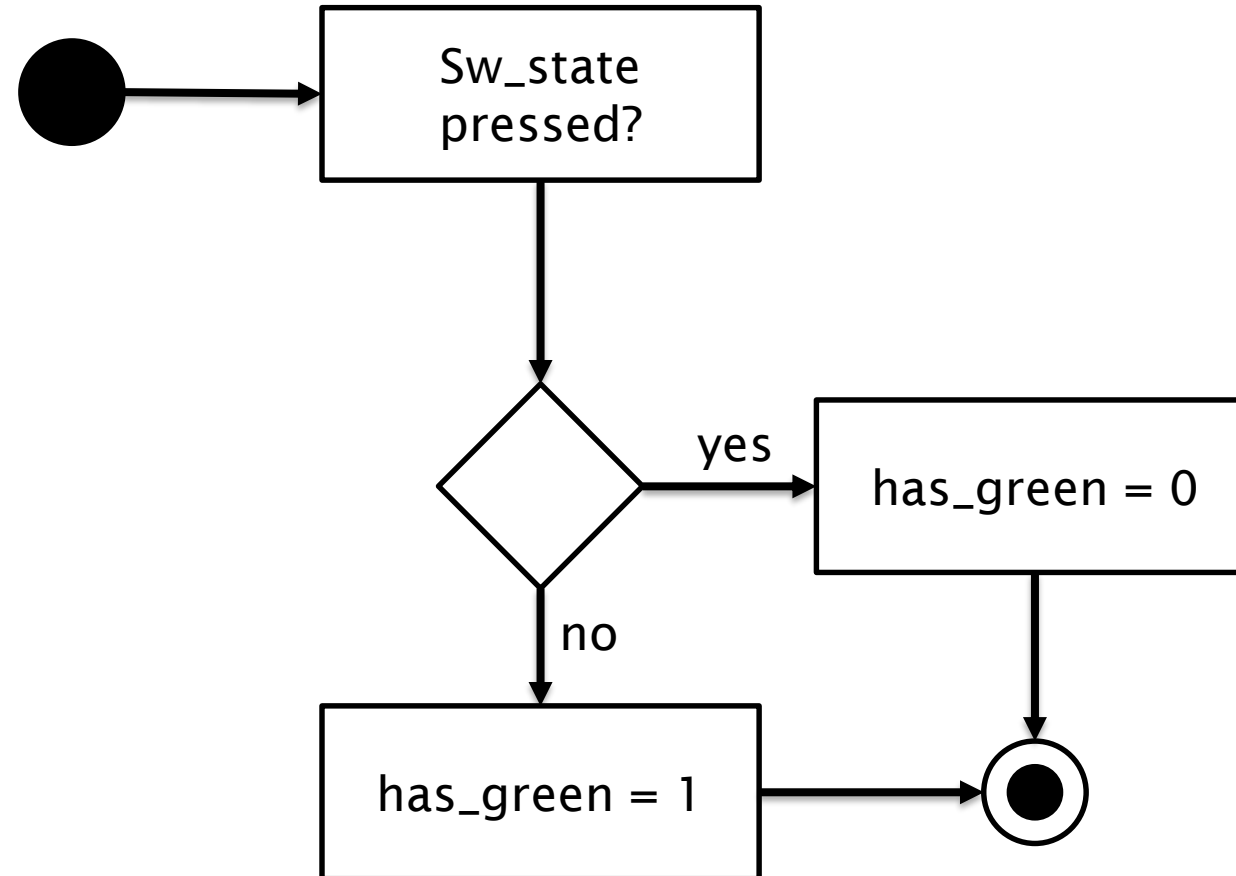 Sw_state
pressed?
yes
has_green = 0
no
has_green = 1